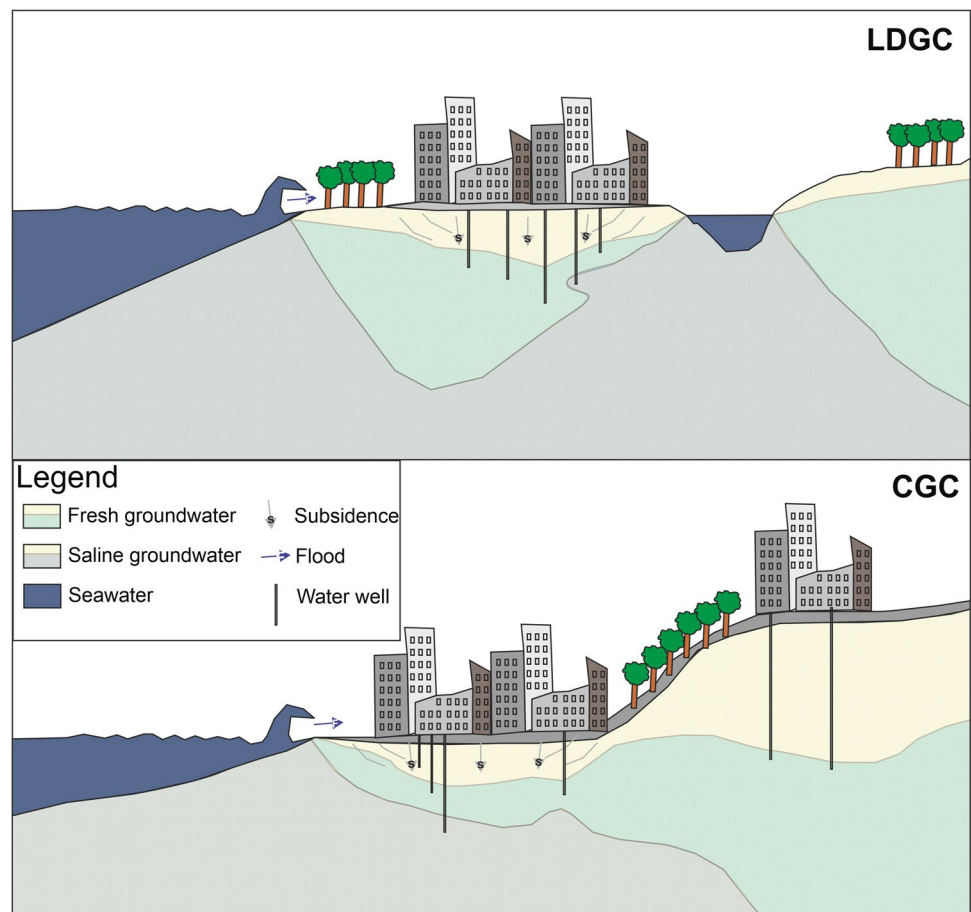 LDGC
Legend
Fresh groundwater
Saline groundwater
Seawater
Subsidence
Flood
Water well
CGC
F
S S S
S
S
F
S S S